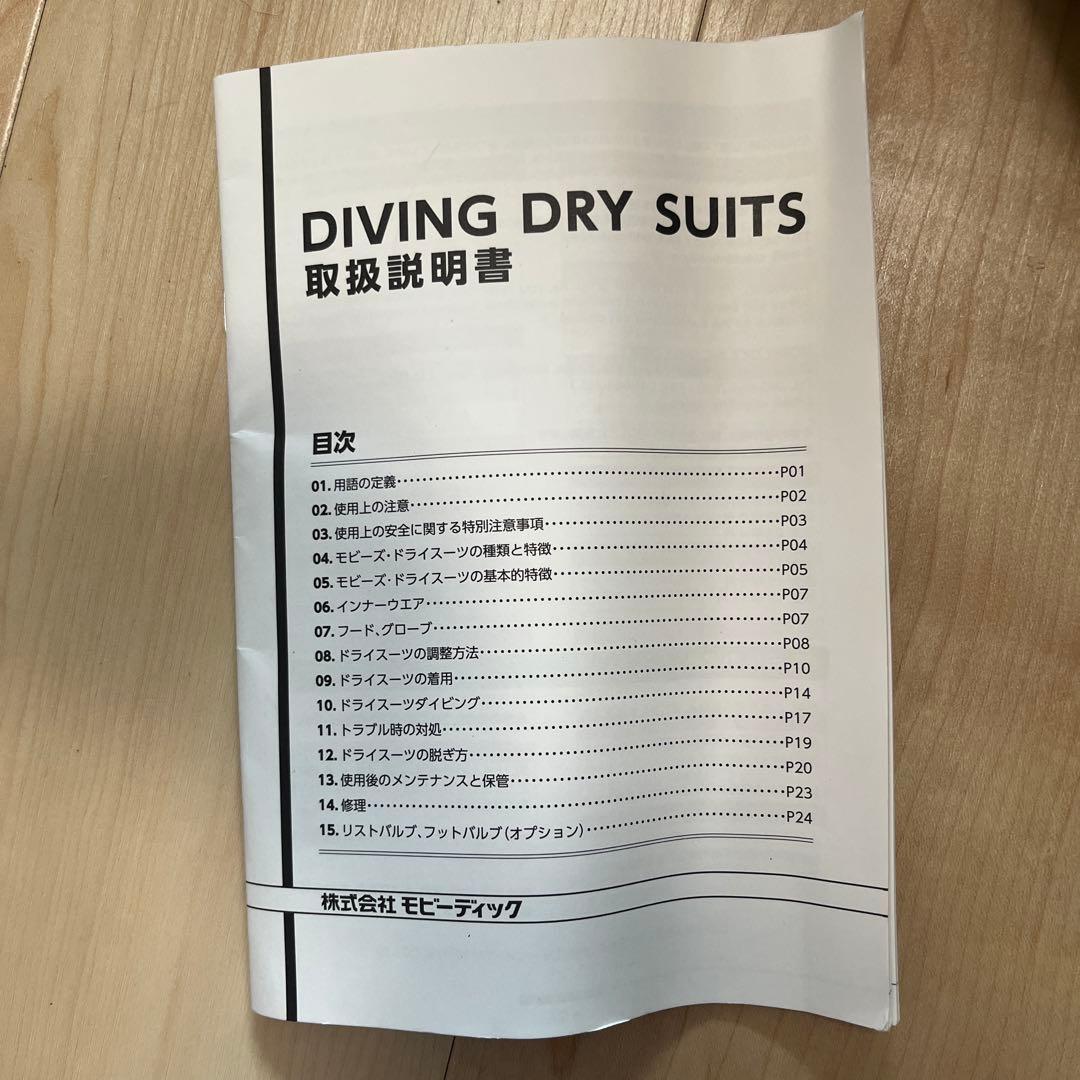 DIVING DRY SUITS
取扱説明書
目次
01.用語の定義･･････････････････････････････P01
02.使用上の注意･･････････････････････････････P02
03.使用上の安全に関する特別注意事項･･････････････････････････････P03
04.モビーズ･ドライスーツの種類と特徴･･････････････････････････････P04
05.モビーズ･ドライスーツの基本的特徴･･････････････････････････････P05
06.インナーウエア･･････････････････････････････P07
07.フード、グローブ･･････････････････････････････P07
08.ドライスーツの調整方法･･････････････････････････････P08
09.ドライスーツの着用･･････････････････････････････P10
10.ドライスーツダイビング･･････････････････････････････P14
11.トラブル時の対処･･････････････････････････････P17
12.ドライスーツの脱ぎ方･･････････････････････････････P19
13.使用後のメンテナンスと保管･･････････････････････････････P20
14.修理･･････････････････････････････P23
15.リストバルブ、フットバルブ(オプション)･･････････････････････････････P24
株式会社 モビーディック